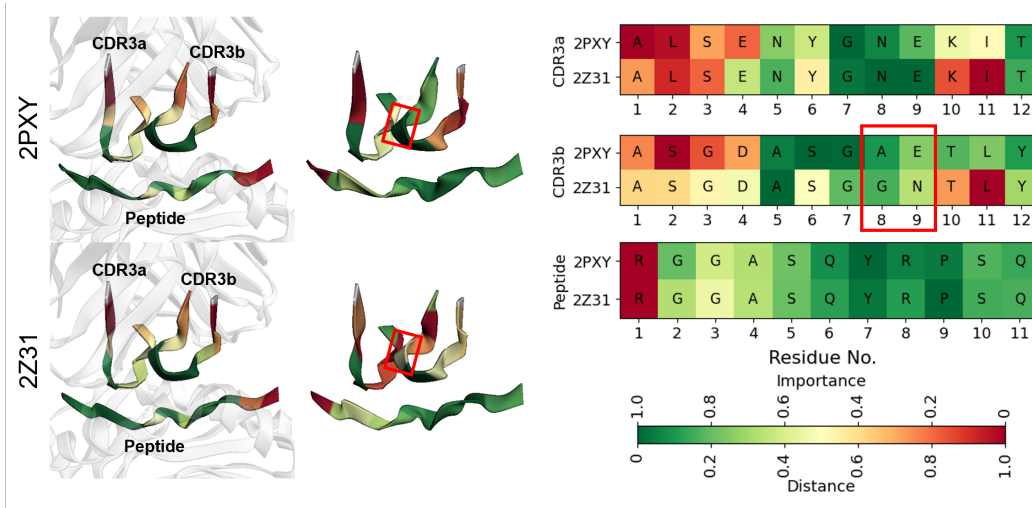 2PXY
CDR3a
CDR3b
Peptide
2Z31
CDR3a
CDR3b
Peptide
CDR3a
2PXY A L S E N Y G N E K I T
2Z31 A L S E N Y G N E K I T
1 2 3 4 5 6 7 8 9 10 11 12
CDR3b
2PXY A S G D A S G A E T L Y
2Z31 A S G D A S G G N T L Y
1 2 3 4 5 6 7 8 9 10 11 12
Peptide
2PXY R G G A S Q Y R P S Q
2Z31 R G G A S Q Y R P S Q
1 2 3 4 5 6 7 8 9 10 11
Residue No.
Importance
1.0 0.8 0.6 0.4 0.2 0
0 0.2 0.4 0.6 0.8 1.0
Distance